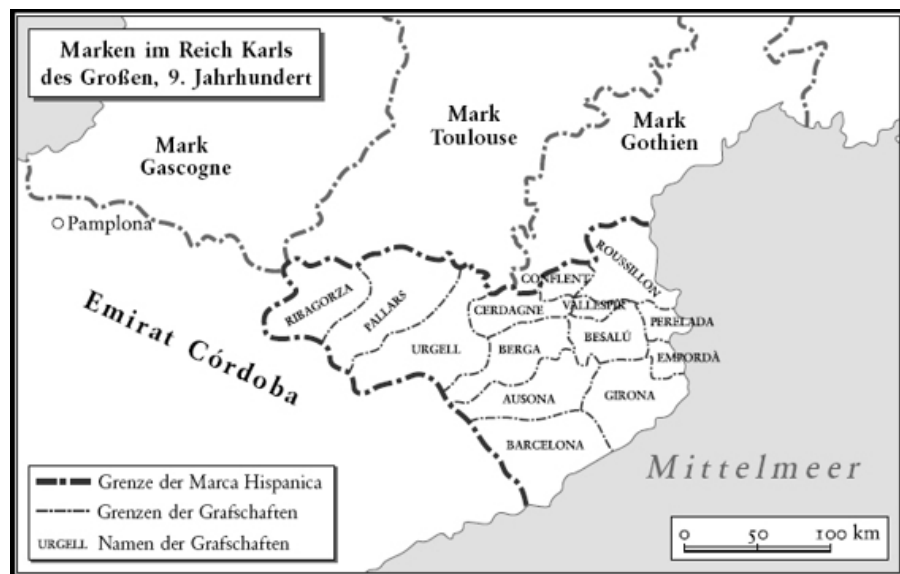 Marken im Reich Karls
des Großen, 9. Jahrhundert
Mark
Gascogne
Mark
Toulouse
Mark
Gothien
Pamplona
Emirat Córdoba
RIBAGORZA
PALLARS
URGELL
CERDAGNE
CONFLENT
ROUSSILLON
VALLESPIR
PERELADA
BERGA
BESALÚ
EMPORDÀ
AUSONA
GIRONA
BARCELONA
Mittelmeer
Grenze der Marca Hispanica
Grenzen der Grafschaften
URGELL Namen der Grafschaften
0 50 100 km